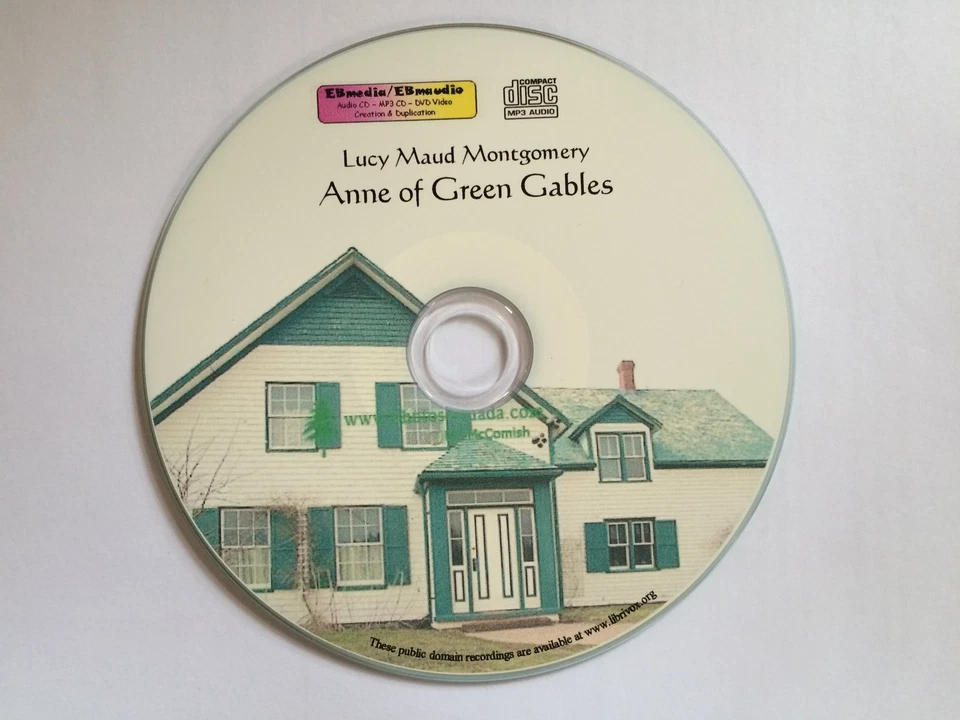 EBmedia/EBmaudio
Audio CD - MP3 CD - DVD Video
Creation & Duplication
COMPACT
disc
MP3 AUDIO
Lucy Maud Montgomery
Anne of Green Gables
McComish
These public domain recordings are available at www.librivox.org